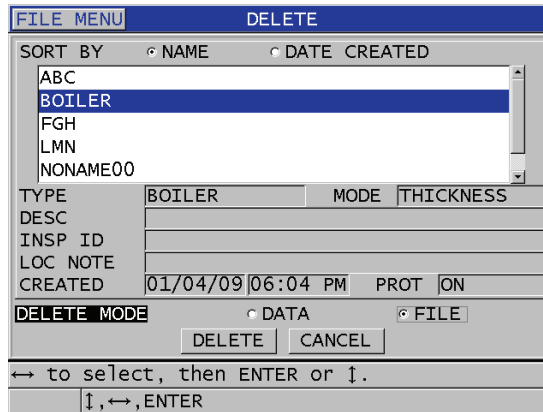 FILE MENU DELETE
SORT BY NAME DATE CREATED
ABC
BOILER
FGH
LMN
NONAME00
TYPE BOILER MODE THICKNESS
DESC
INSP ID
LOC NOTE
CREATED 01/04/09 06:04 PM PROT ON
DELETE MODE DATA FILE
DELETE CANCEL
↔ to select, then ENTER or ↕.
↕,↔,ENTER